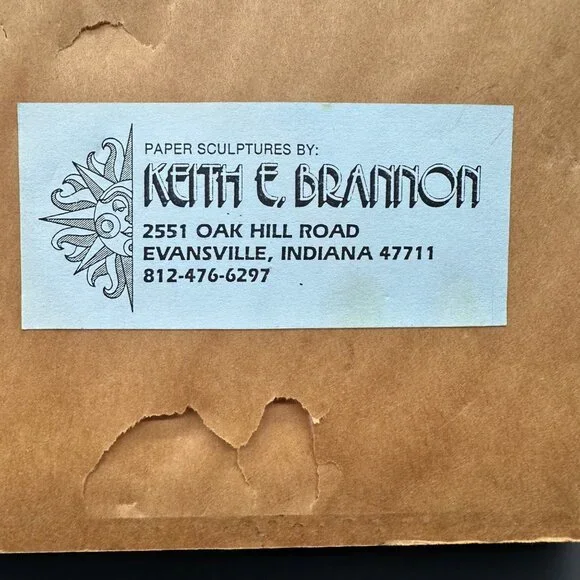 PAPER SCULPTURES BY:
KEITH E. BRANNON
2551 OAK HILL ROAD
EVANSVILLE, INDIANA 47711
812-476-6297